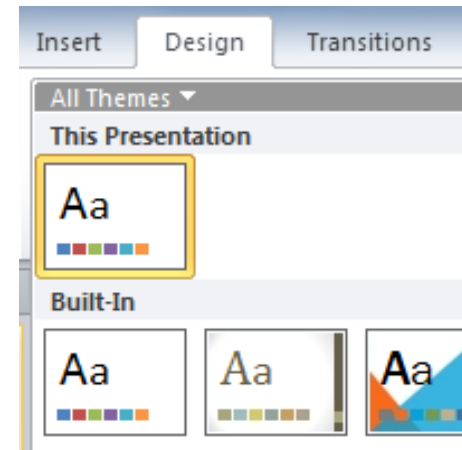 Insert Design Transitions
All Themes
This Presentation
Aa
Built-In
Aa Aa Aa